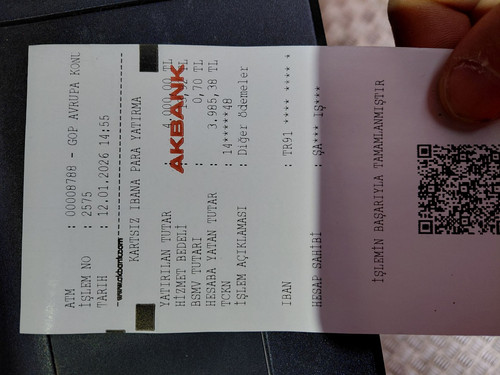 ATM : 00008788 - GOP AVRUPA KONU
İŞLEM NO : 2575
TARIH : 12.01.2026 14:55
www.akbank.com
KARTSIZ IBANA PARA YATIRMA
AKBANK
YATIRILAN TUTAR : 4.000,00 TL
HİZMET BEDELİ : TL
BSMV TUTARI : 0,70 TL
HESABA YATAN TUTAR : 3.985,38 TL
TCKN : 14*****48
İŞLEM AÇIKLAMASI : Diğer Ödemeler
IBAN : TR91 **** **** *
HESAP SAHİBİ : ŞA*** IŞ***
İŞLEMİN BAŞARIYLA TAMAMLANMIŞTIR